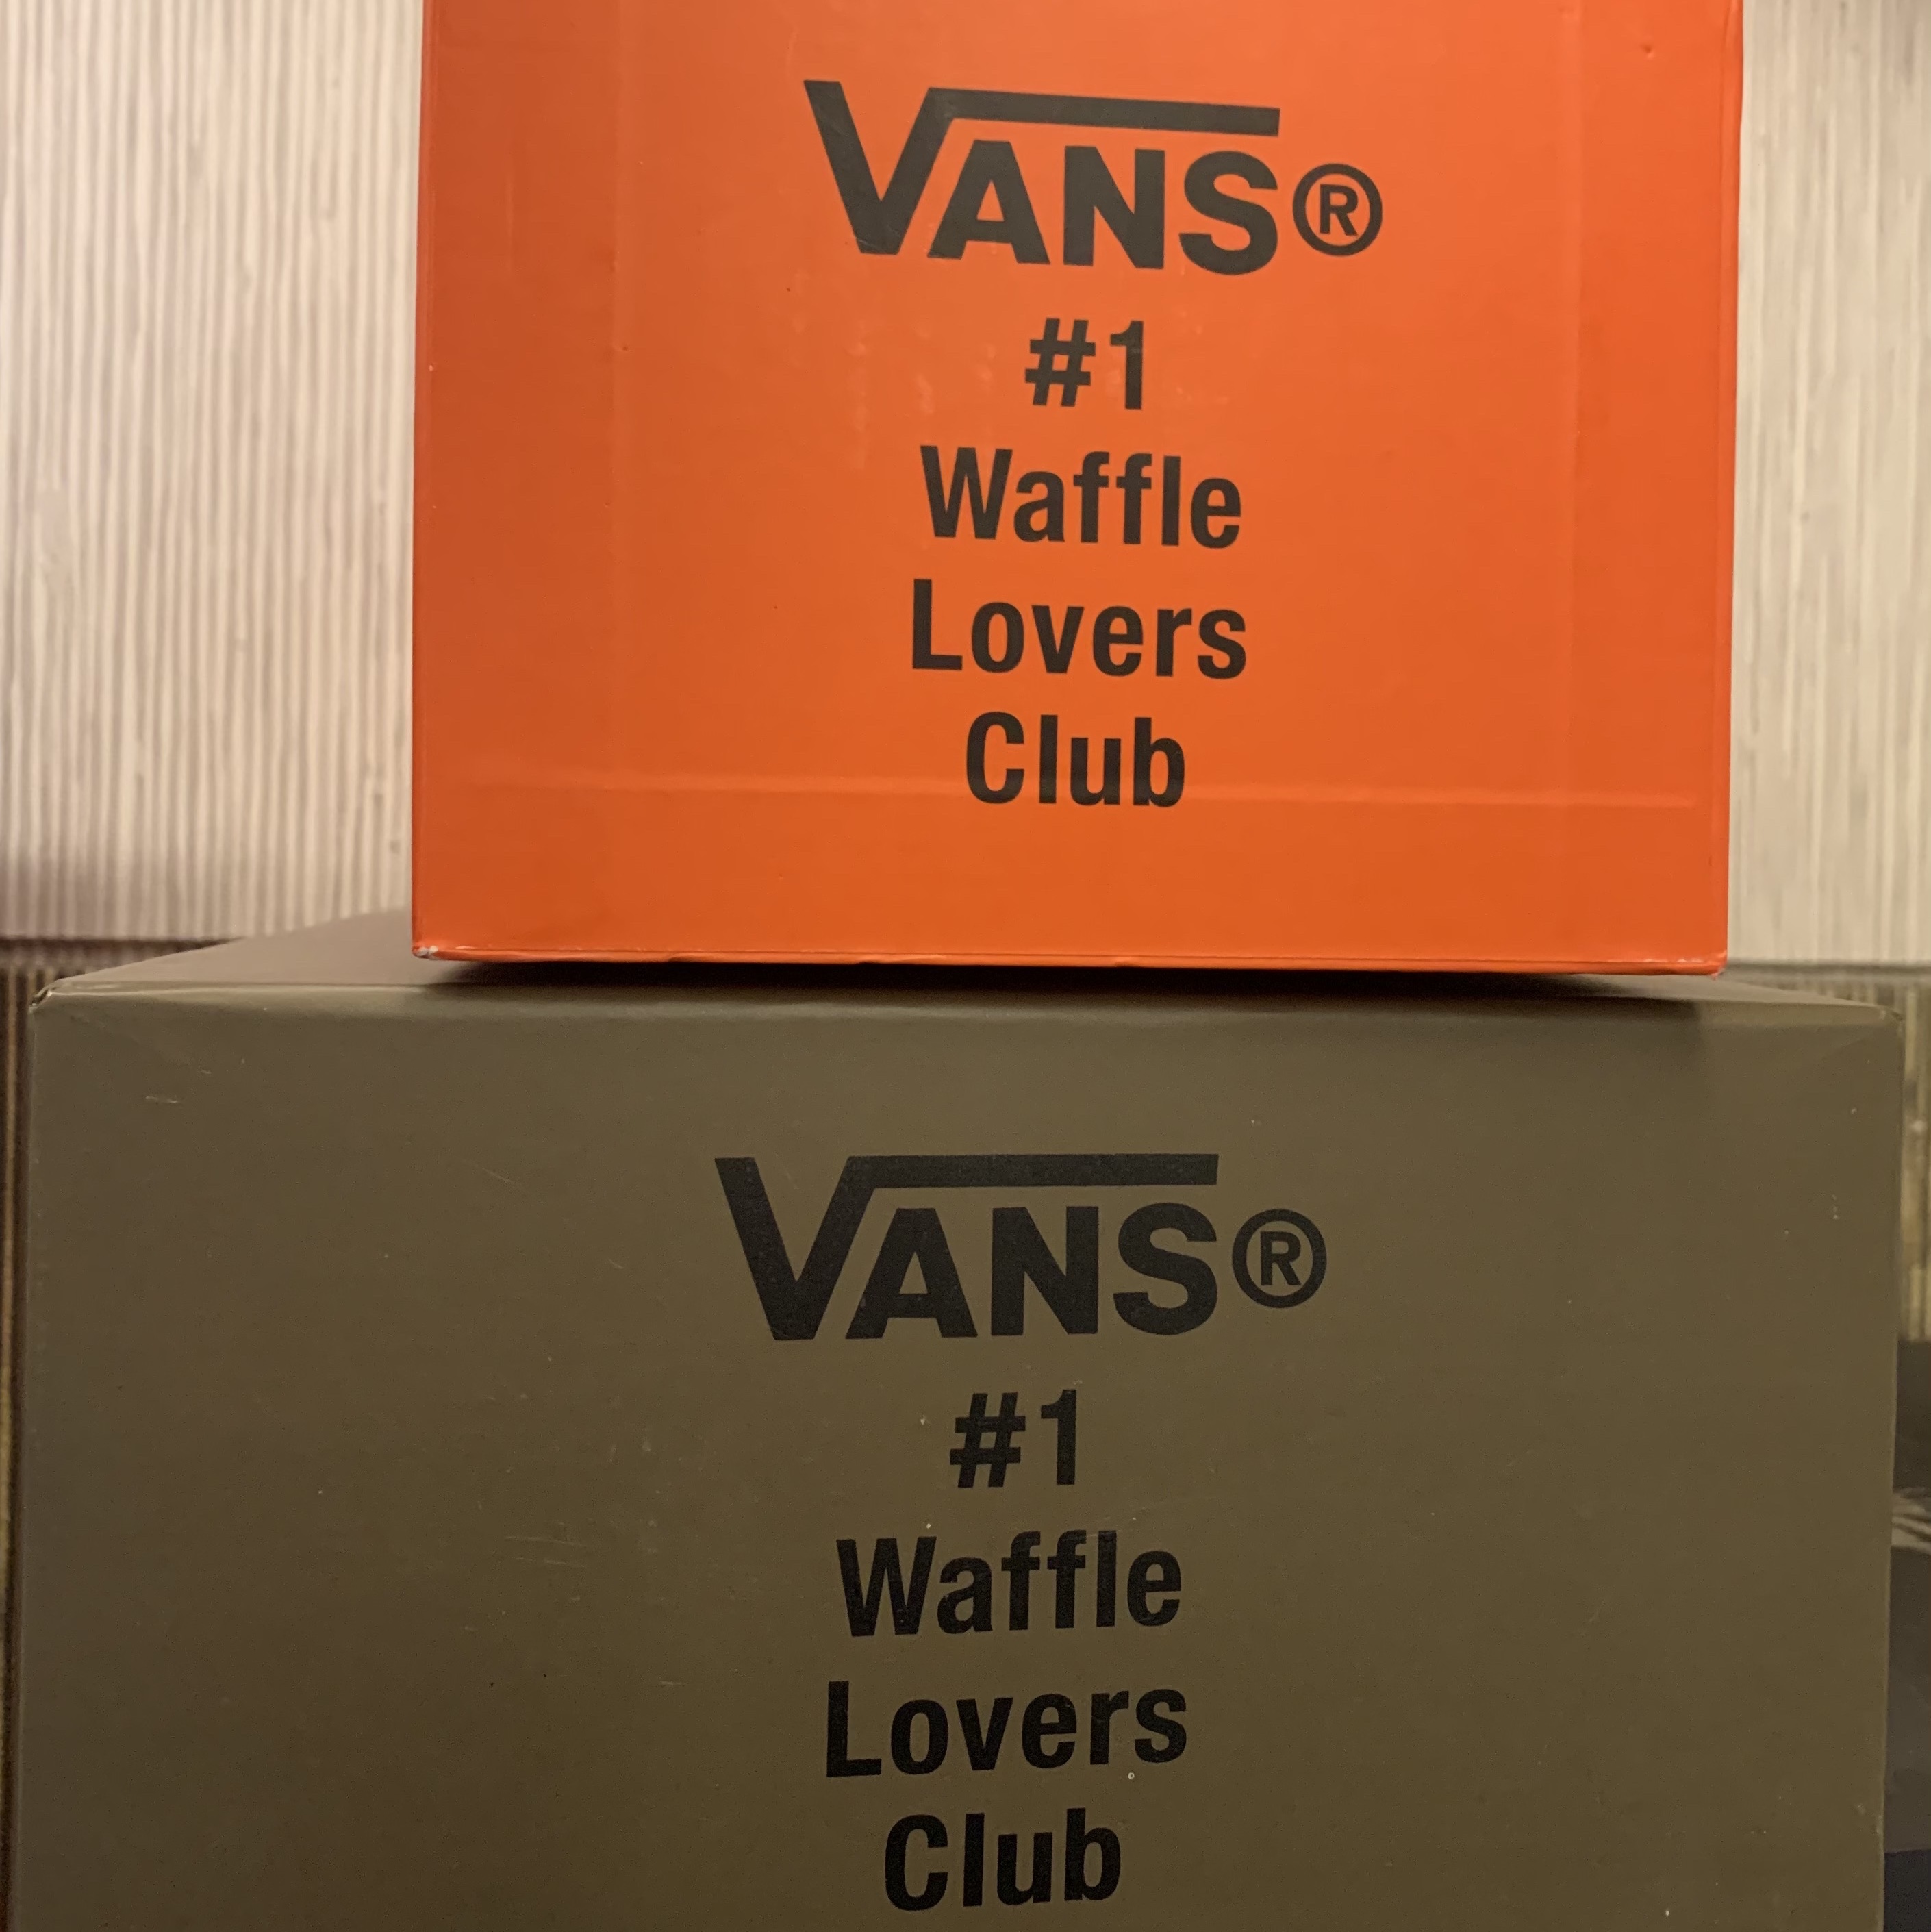 VANS®
#1
Waffle
Lovers
Club
VANS®
#1
Waffle
Lovers
Club